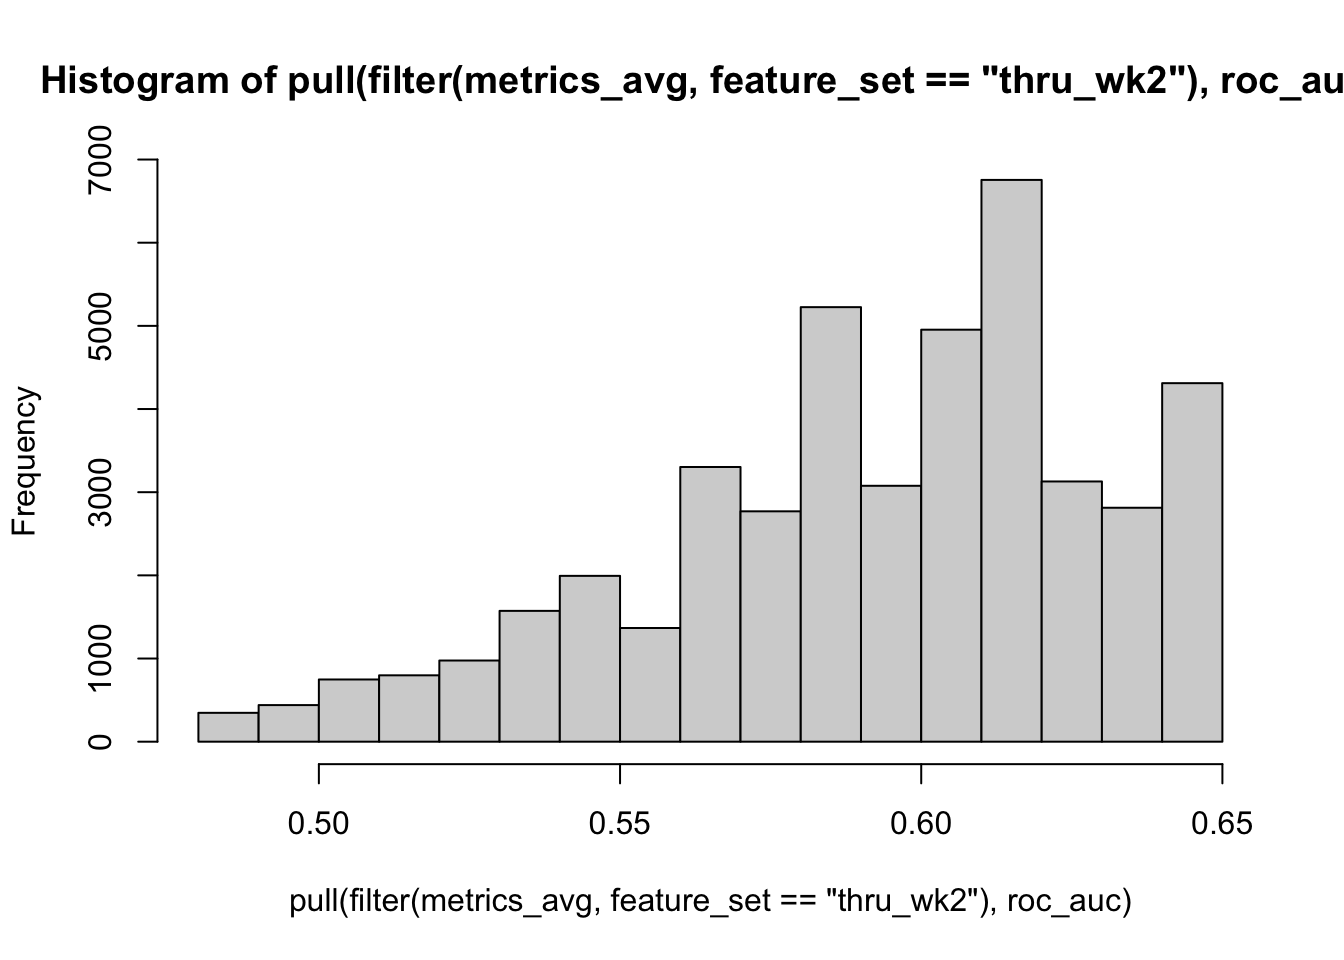 Histogram of pull(filter(metrics_avg, feature_set == "thru_wk2"), roc_au
7000
5000
3000
1000
0
Frequency
0.50 0.55 0.60 0.65
pull(filter(metrics_avg, feature_set == "thru_wk2"), roc_auc)